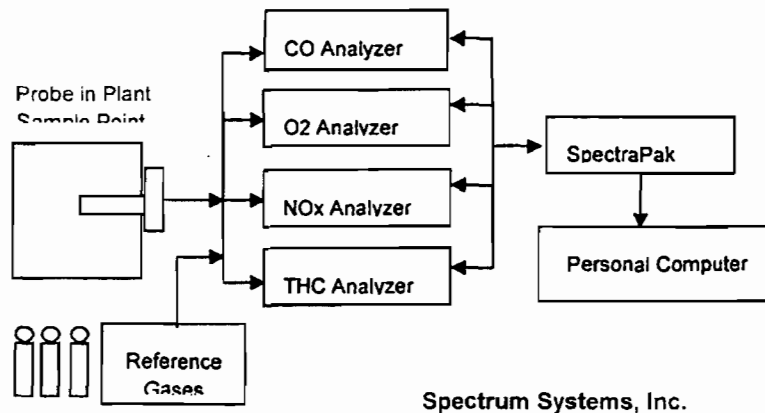 CO Analyzer
Probe in Plant
Sample Point
O2 Analyzer
SpectraPak
NOx Analyzer
Personal Computer
THC Analyzer
Reference
Gases
Spectrum Systems, Inc.